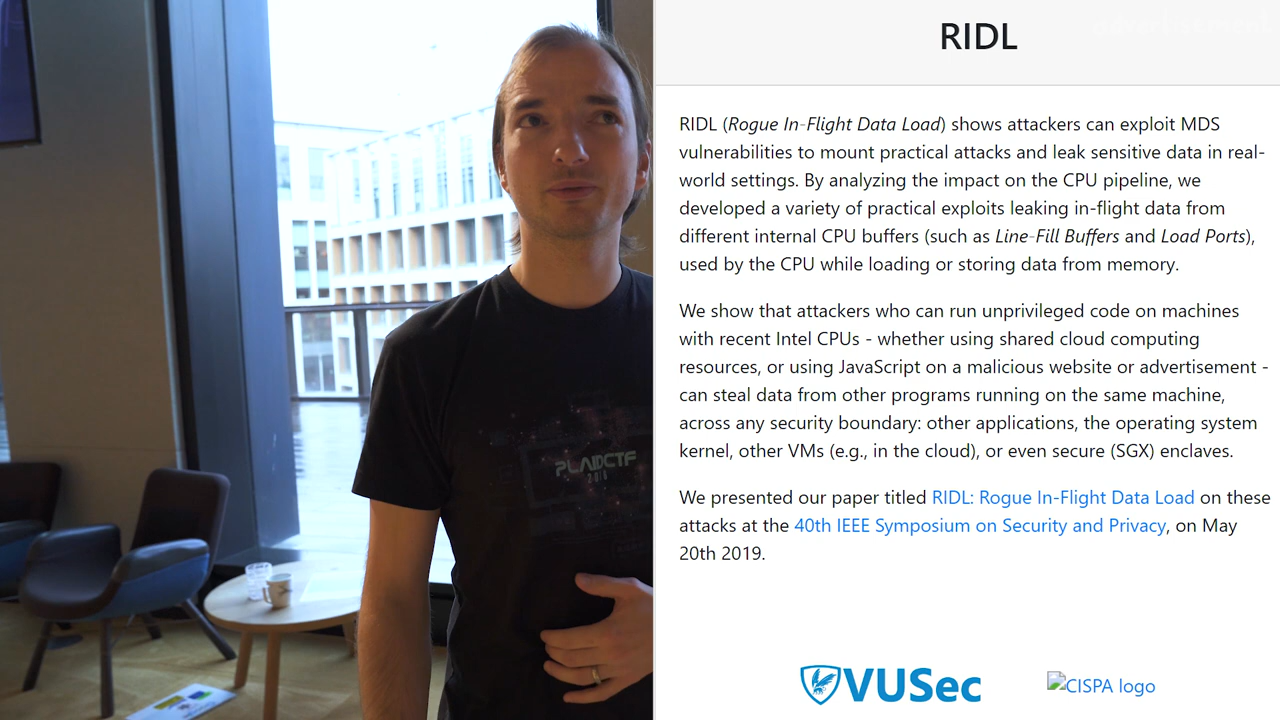 PLAIDCTF
RIDL
advertisement
RIDL (Rogue In-Flight Data Load) shows attackers can exploit MDS
vulnerabilities to mount practical attacks and leak sensitive data in real-
world settings. By analyzing the impact on the CPU pipeline, we
developed a variety of practical exploits leaking in-flight data from
different internal CPU buffers (such as Line-Fill Buffers and Load Ports),
used by the CPU while loading or storing data from memory.
We show that attackers who can run unprivileged code on machines
with recent Intel CPUs - whether using shared cloud computing
resources, or using JavaScript on a malicious website or advertisement -
can steal data from other programs running on the same machine,
across any security boundary: other applications, the operating system
kernel, other VMs (e.g., in the cloud), or even secure (SGX) enclaves.
We presented our paper titled RIDL: Rogue In-Flight Data Load on these
attacks at the 40th IEEE Symposium on Security and Privacy, on May
20th 2019.
VUSec
CISPA logo